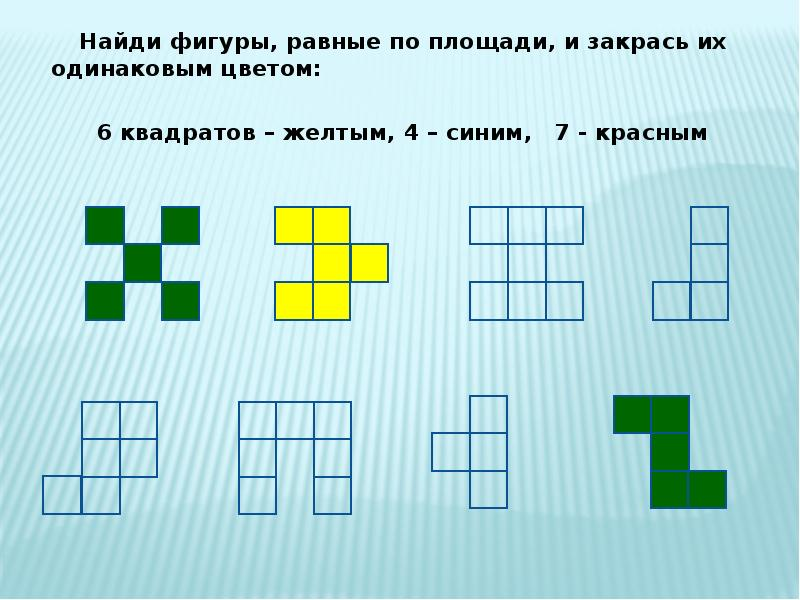 Найди фигуры, равные по площади, и закрась их
одинаковым цветом:
6 квадратов – желтым, 4 – синим, 7 - красным